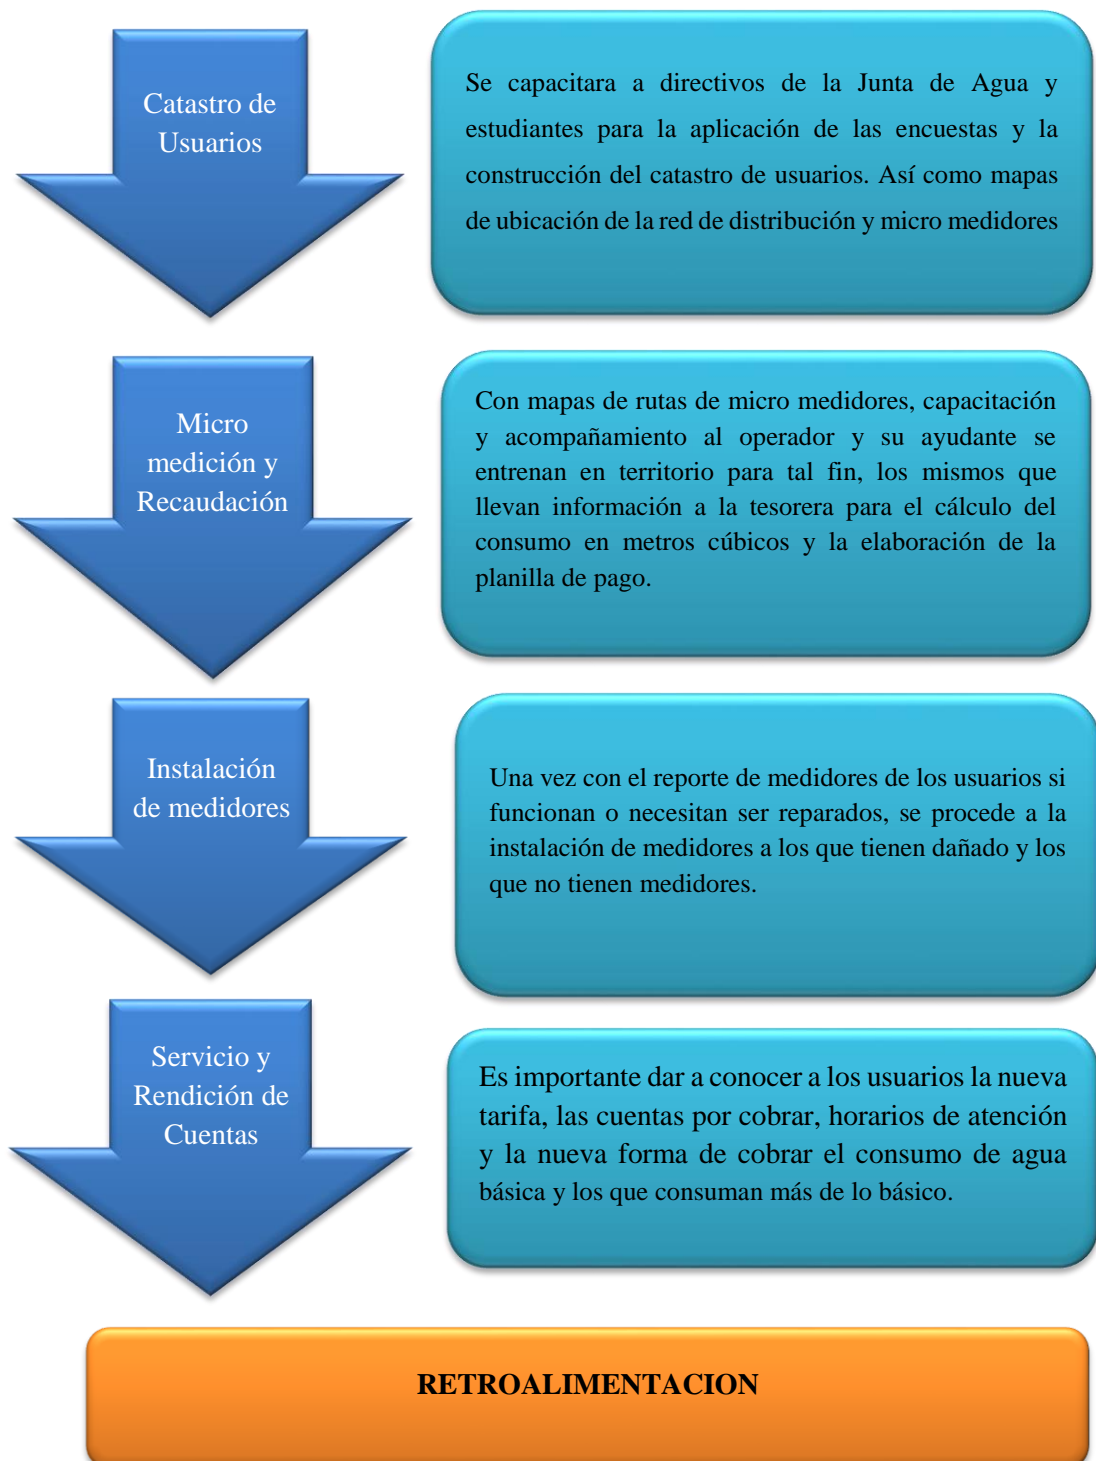 Catastro de
Usuarios
Se capacitara a directivos de la Junta de Agua y
estudiantes para la aplicación de las encuestas y la
construcción del catastro de usuarios. Así como mapas
de ubicación de la red de distribución y micro medidores
Micro
medición y
Recaudación
Con mapas de rutas de micro medidores, capacitación
y acompañamiento al operador y su ayudante se
entrenan en territorio para tal fin, los mismos que
llevan información a la tesorera para el cálculo del
consumo en metros cúbicos y la elaboración de la
planilla de pago.
Instalación
de medidores
Una vez con el reporte de medidores de los usuarios si
funcionan o necesitan ser reparados, se procede a la
instalación de medidores a los que tienen dañado y los
que no tienen medidores.
Servicio y
Rendición de
Cuentas
Es importante dar a conocer a los usuarios la nueva
tarifa, las cuentas por cobrar, horarios de atención
y la nueva forma de cobrar el consumo de agua
básica y los que consuman más de lo básico.
RETROALIMENTACION